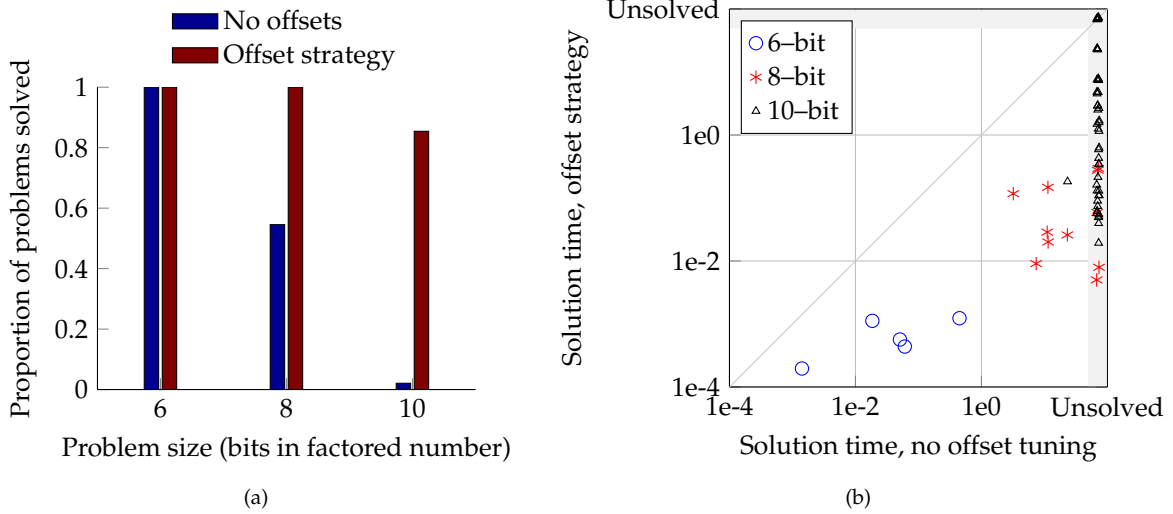 No offsets
Offset strategy
Proportion of problems solved
1
0.8
0.6
0.4
0.2
0
6
8
10
Problem size (bits in factored number)
(a)
Solution time, offset strategy
Unsolved
1e0
1e-2
1e-4
6–bit
8–bit
10–bit
1e-4
1e-2
1e0
Unsolved
Solution time, no offset tuning
(b)